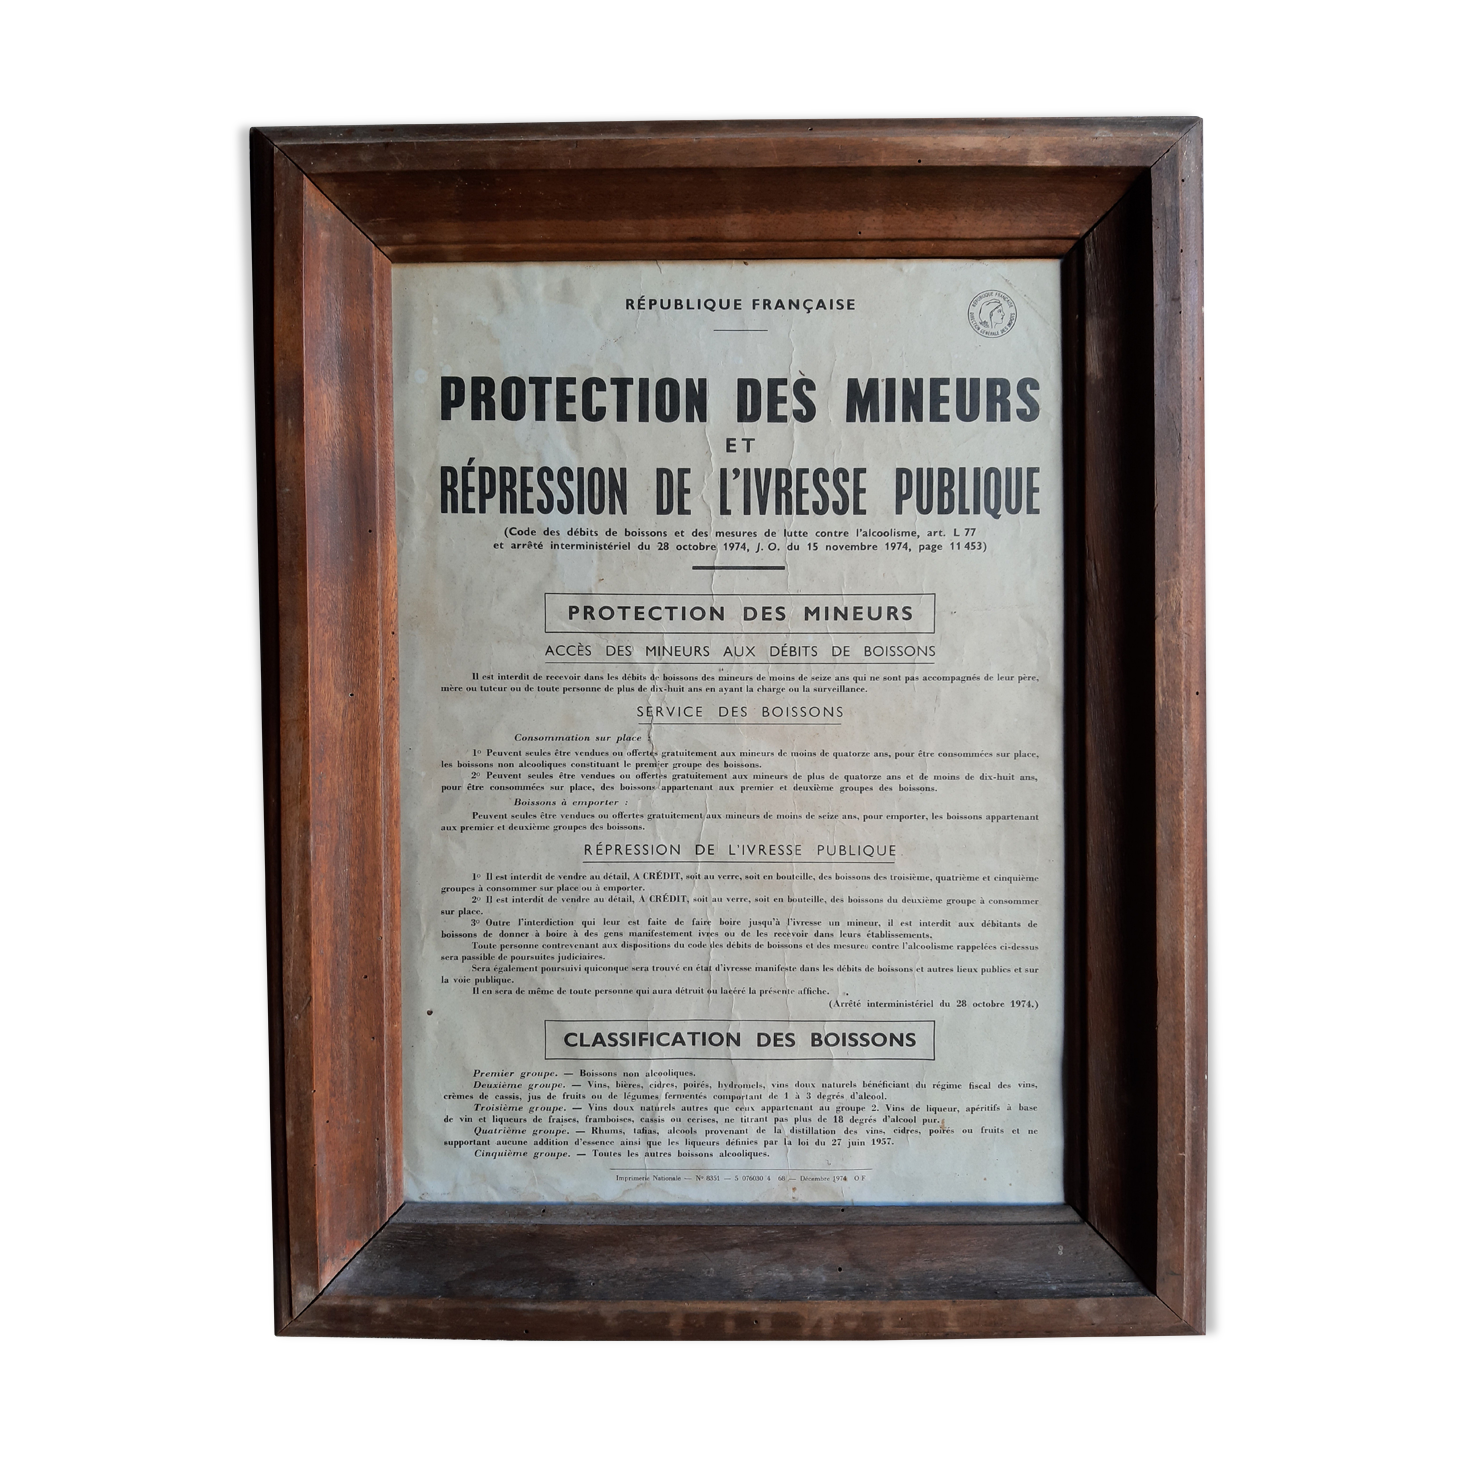 RÉPUBLIQUE FRANÇAISE
RÉPUBLIQUE FRANÇAISE
DIRECTION GÉNÉRALE DES IMPÔTS
PROTECTION DES MINEURS
ET
RÉPRESSION DE L'IVRESSE PUBLIQUE
(Code des débits de boissons et des mesures de lutte contre l'alcoolisme, art. L 77
et arrêté interministériel du 28 octobre 1974, J. O. du 15 novembre 1974, page 11 453)
PROTECTION DES MINEURS
ACCÈS DES MINEURS AUX DÉBITS DE BOISSONS
Il est interdit de recevoir dans les débits de boissons des mineurs de moins de seize ans qui ne sont pas accompagnés de leur père,
mère ou tuteur ou de toute personne de plus de dix-huit ans en ayant la charge ou la surveillance.
SERVICE DES BOISSONS
Consommation sur place :
1° Peuvent seules être vendues ou offertes gratuitement aux mineurs de moins de quatorze ans, pour être consommées sur place,
les boissons non alcooliques constituant le premier groupe des boissons.
2° Peuvent seules être vendues ou offertes gratuitement aux mineurs de plus de quatorze ans et de moins de dix-huit ans,
pour être consommées sur place, des boissons appartenant aux premier et deuxième groupes des boissons.
Boissons à emporter :
Peuvent seules être vendues ou offertes gratuitement aux mineurs de moins de seize ans, pour emporter, les boissons appartenant
aux premier et deuxième groupes des boissons.
RÉPRESSION DE L'IVRESSE PUBLIQUE
1° Il est interdit de vendre au détail, A CRÉDIT, soit au verre, soit en bouteille, des boissons des troisième, quatrième et cinquième
groupes à consommer sur place ou à emporter.
2° Il est interdit de vendre au détail, A CRÉDIT, soit au verre, soit en bouteille, des boissons du deuxième groupe à consommer
sur place.
3° Outre l'interdiction qui leur est faite de faire boire jusqu'à l'ivresse un mineur, il est interdit aux débitants de
boissons de donner à boire à des gens manifestement ivres ou de les recevoir dans leurs établissements.
Toute personne contrevenant aux dispositions du code des débits de boissons et des mesures contre l'alcoolisme rappelées ci-dessus
sera passible de poursuites judiciaires.
Sera également poursuivi quiconque sera trouvé en état d'ivresse manifeste dans les débits de boissons et autres lieux publics et sur
la voie publique.
Il en sera de même de toute personne qui aura détruit ou lacéré la présente affiche.
(Arrêté interministériel du 28 octobre 1974.)
CLASSIFICATION DES BOISSONS
Premier groupe. — Boissons non alcooliques.
Deuxième groupe. — Vins, bières, cidres, poirés, hydromels, vins doux naturels bénéficiant du régime fiscal des vins,
crèmes de cassis, jus de fruits ou de légumes fermentés comportant de 1 à 3 degrés d'alcool.
Troisième groupe. — Vins doux naturels autres que ceux appartenant au groupe 2. Vins de liqueur, apéritifs à base
de vin et liqueurs de fraises, framboises, cassis ou cerises, ne titrant pas plus de 18 degrés d'alcool pur.
Quatrième groupe. — Rhums, tafias, alcools provenant de la distillation des vins, cidres, poirés ou fruits et ne
supportant aucune addition d'essence ainsi que les liqueurs définies par la loi du 27 juin 1957.
Cinquième groupe. — Toutes les autres boissons alcooliques.
Imprimerie Nationale — N° 8351 — 5 076030 4 68 — Décembre 1974 O F